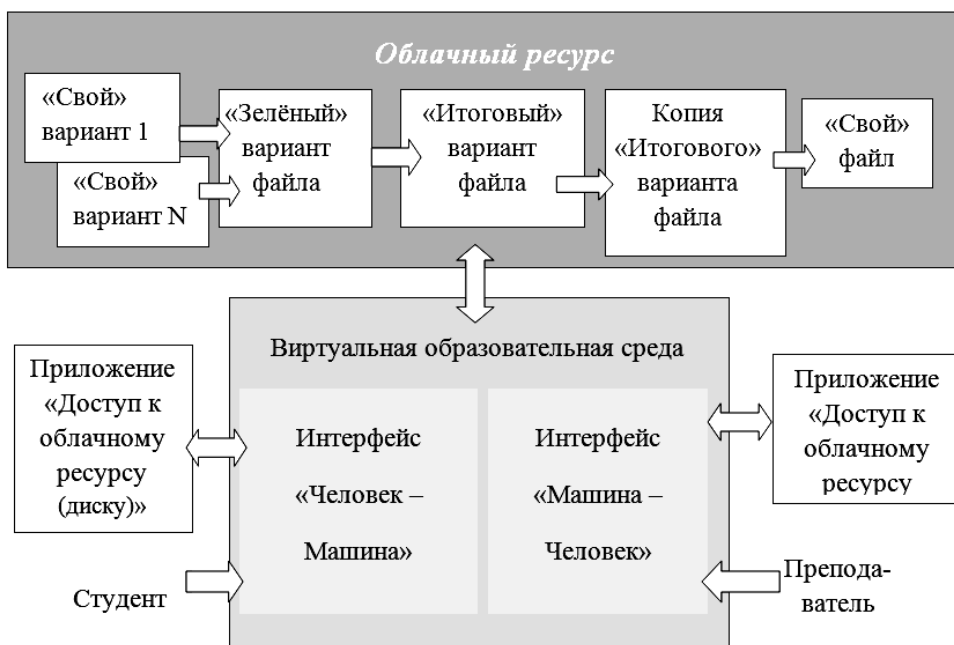 Облачный ресурс
«Свой»
вариант 1
«Свой»
вариант N
«Зелёный»
вариант
файла
«Итоговый»
вариант
файла
Копия
«Итогового»
варианта
файла
«Свой»
файл
Виртуальная образовательная среда
Приложение
«Доступ к
облачному
ресурсу
(диску)»
Интерфейс
«Человек –
Машина»
Интерфейс
«Машина –
Человек»
Приложение
«Доступ к
облачному
ресурсу
Студент
Препода-
ватель